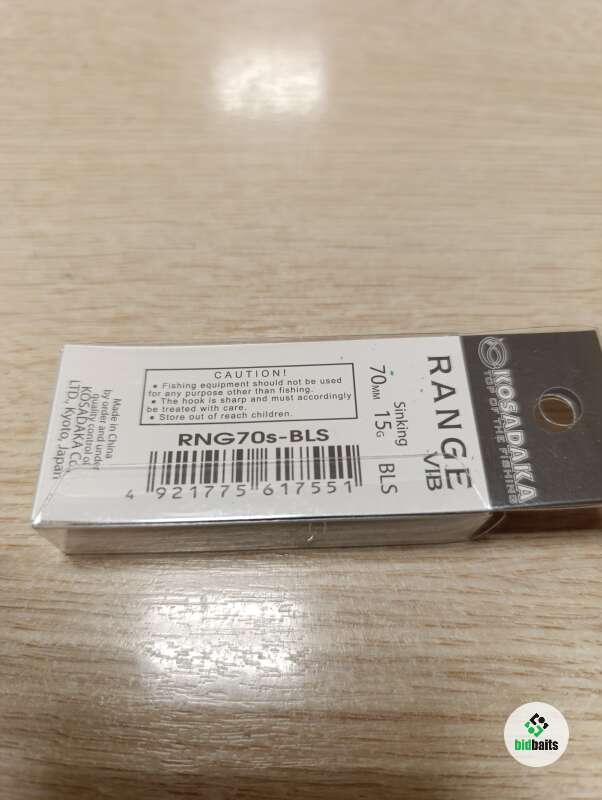 KOSADAKA
TOP OF THE FISHING
RANGE
VIB
Sinking
70MM 15G BLS
CAUTION!
• Fishing equipment should not be used
for any purpose other than fishing.
• The hook is sharp and must accordingly
be treated with care.
• Store out of reach children.
RNG70s-BLS
4 921775 617551
Made in China
by order and under
quality control of
KOSADAKA Co.,
LTD., Kyoto, Japan
bidbaits